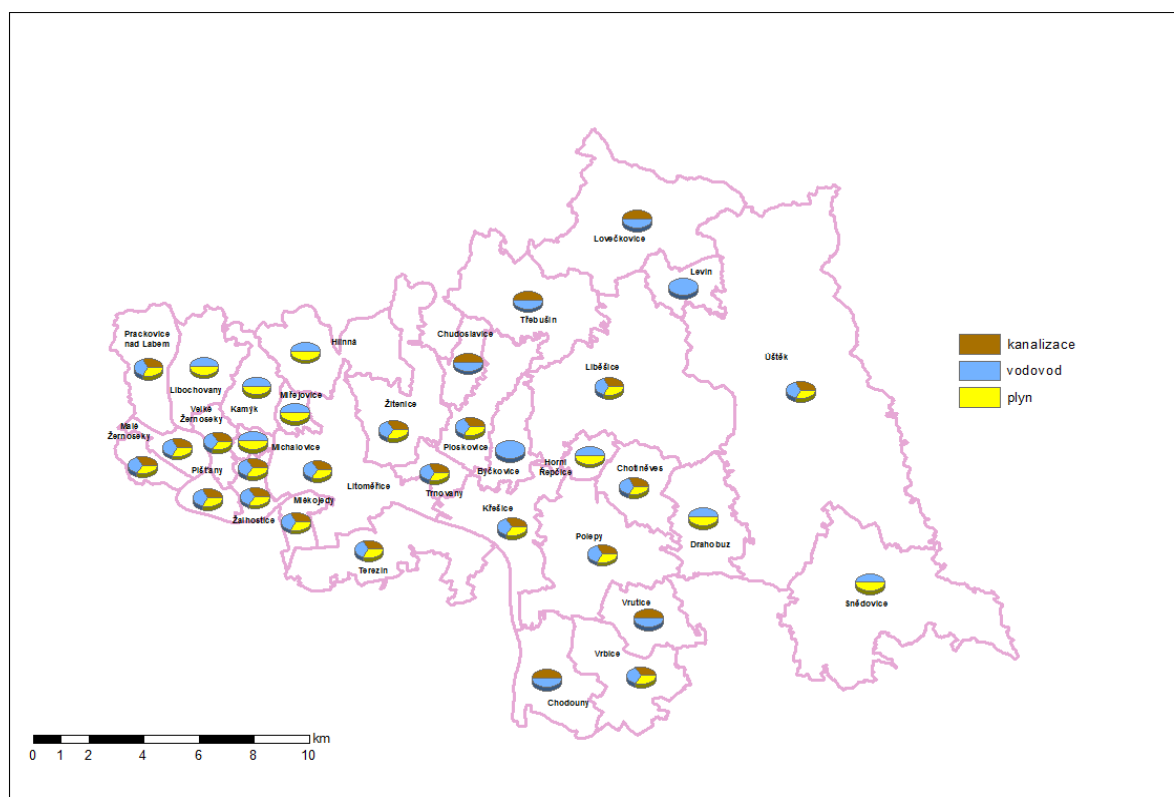 Lovečkovice
Levín
Třebušín
Prackovice
nad Labem
Hlinná
Chudoslavice
kanalizace
Úštěk
Liběšice
vodovod
Libochovany
Miřejovice
plyn
Velké
Žernoseky
Kamýk
Žitenice
Malé
Žernoseky
Michalovice
Ploskovice
Horní
Řepčice
Píšťany
Býčkovice
Chotiněves
Litoměřice
Trnovany
Mlékojedy
Křešice
Žalhostice
Polepy
Drahobuz
Terezín
Snědovice
Vrutice
Vrbice
Chodouny
km
0 1 2 4 6 8 10